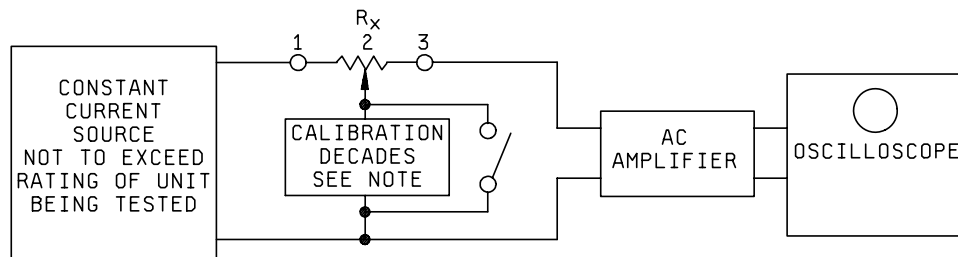 Rx
1 2 3
CONSTANT
CURRENT
SOURCE
NOT TO EXCEED
RATING OF UNIT
BEING TESTED
CALIBRATION
DECADES
SEE NOTE
AC
AMPLIFIER
OSCILLOSCOPE